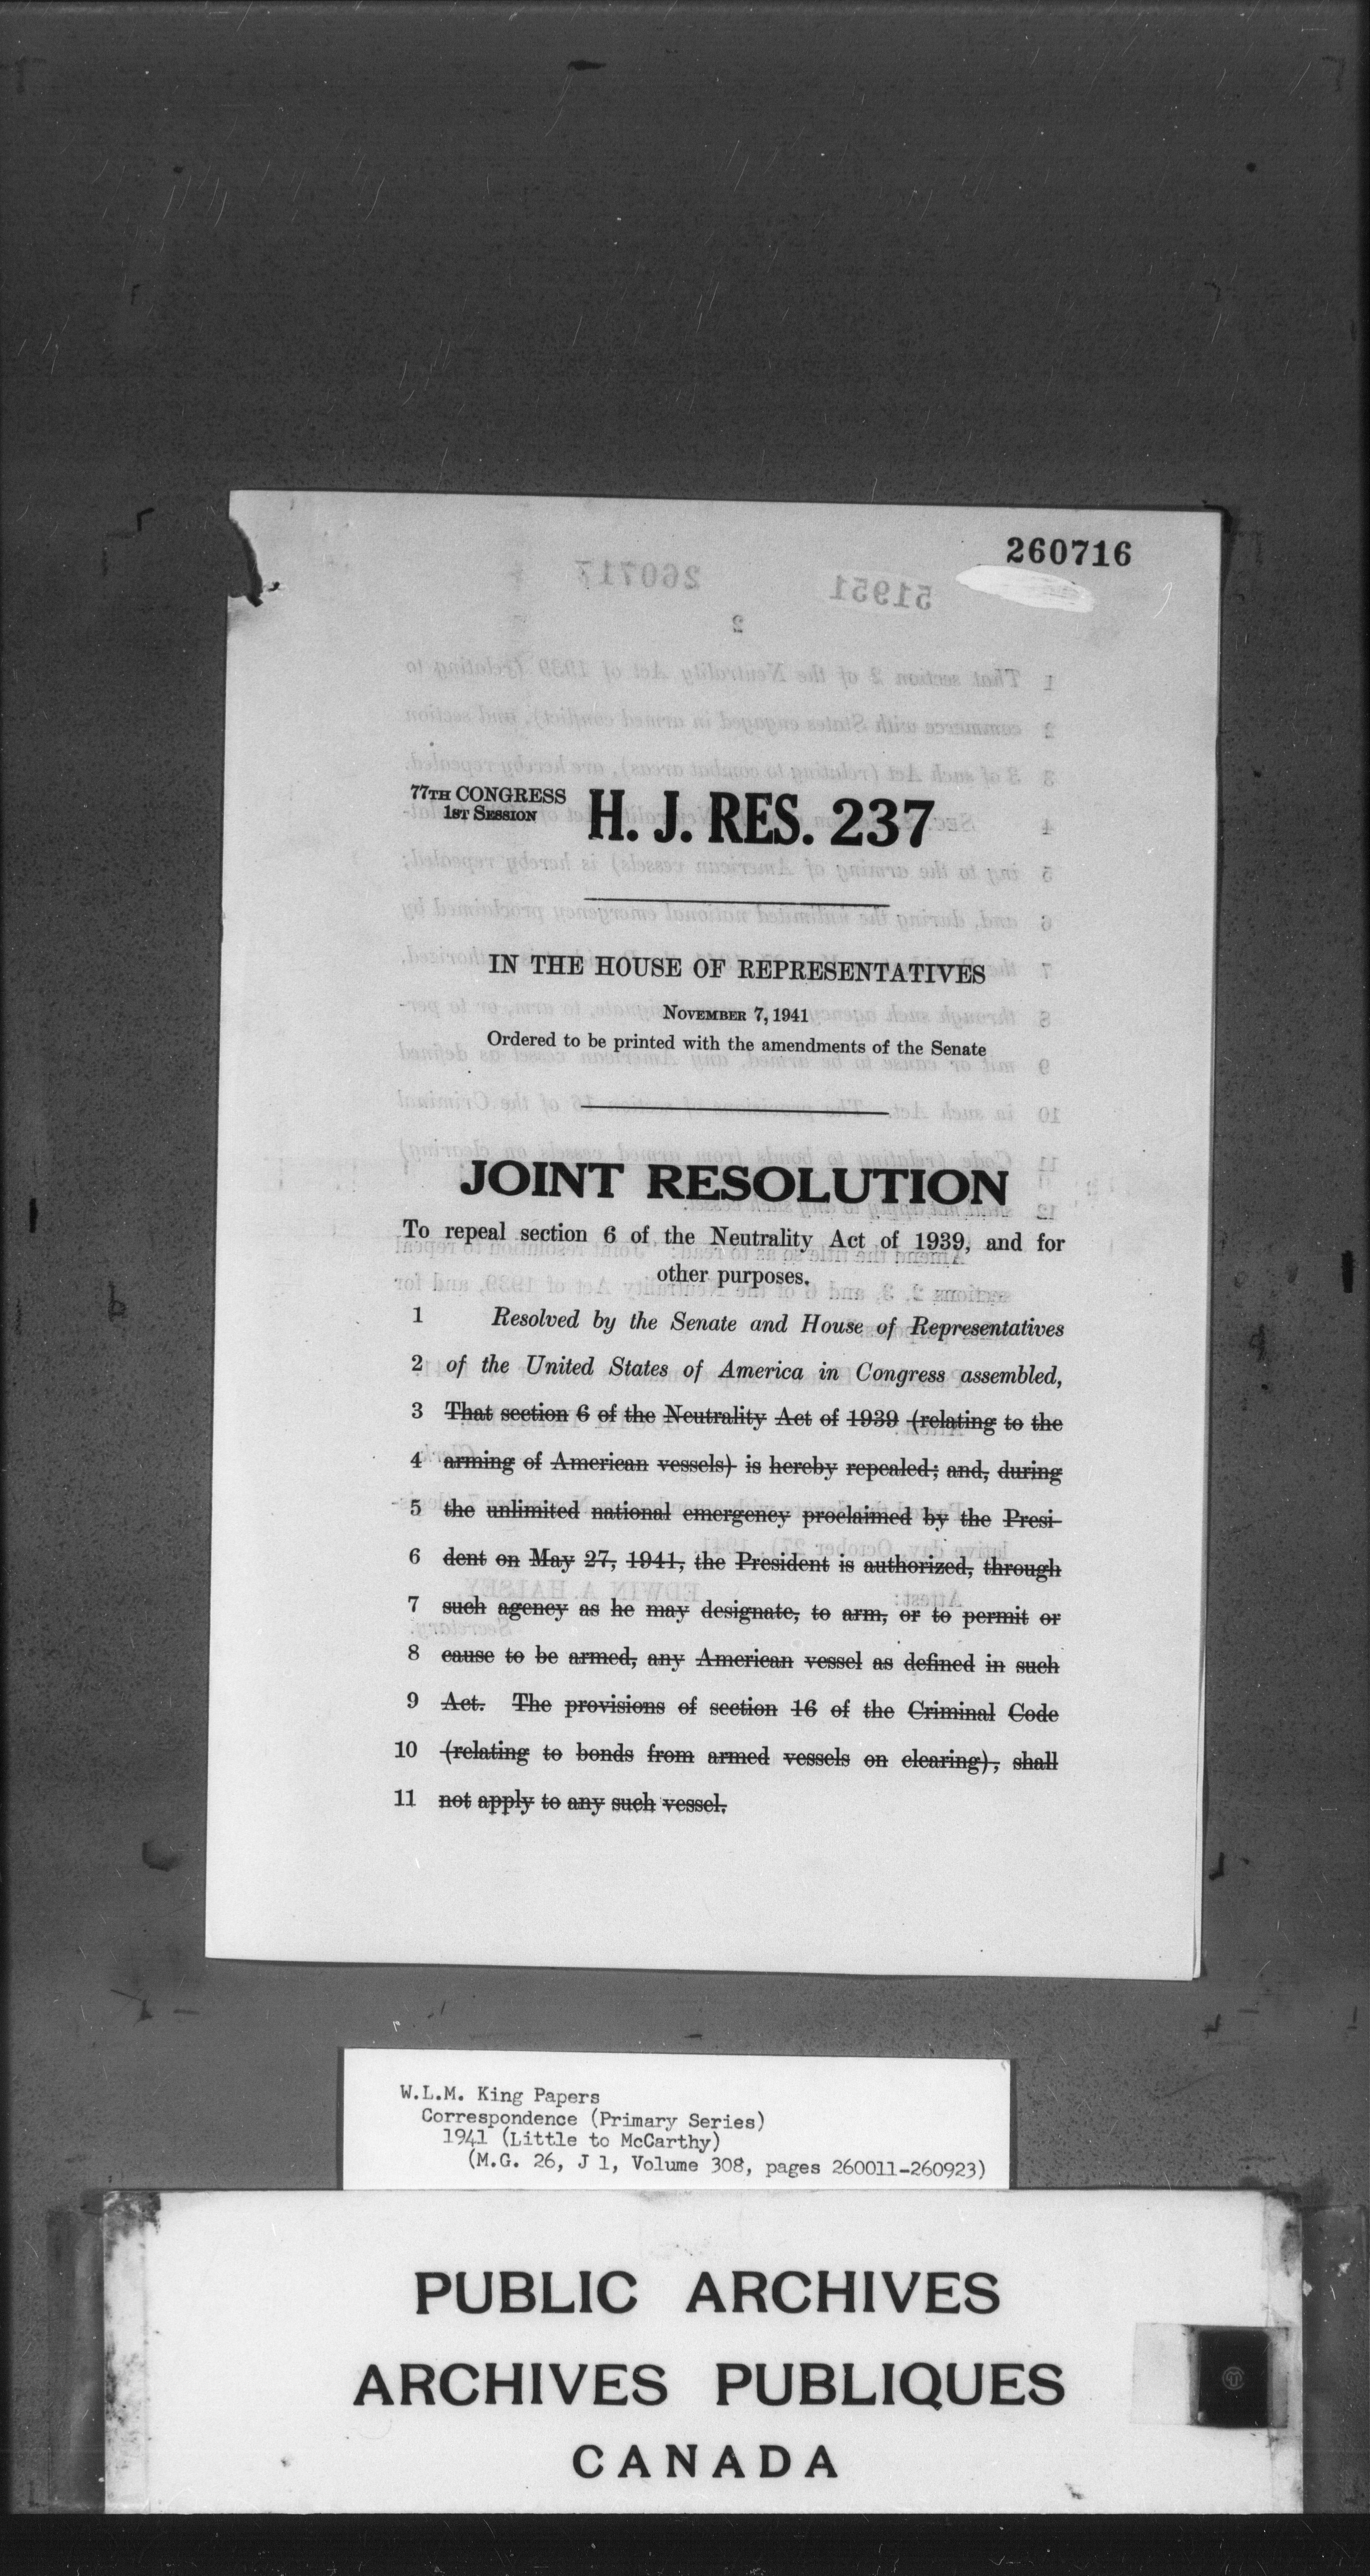 260716
77TH CONGRESS
1ST SESSION
H. J. RES. 237
IN THE HOUSE OF REPRESENTATIVES
NOVEMBER 7, 1941
Ordered to be printed with the amendments of the Senate
JOINT RESOLUTION
To repeal section 6 of the Neutrality Act of 1939, and for
other purposes.
1 Resolved by the Senate and House of Representatives
2 of the United States of America in Congress assembled,
3 That section 6 of the Neutrality Act of 1939 (relating to the
4 arming of American vessels) is hereby repealed; and, during
5 the unlimited national emergency proclaimed by the Presi-
6 dent on May 27, 1941, the President is authorized, through
7 such agency as he may designate, to arm, or to permit or
8 cause to be armed, any American vessel as defined in such
9 Act. The provisions of section 16 of the Criminal Code
10 (relating to bonds from armed vessels on clearing), shall
11 not apply to any such vessel.
W.L.M. King Papers
Correspondence (Primary Series)
1941 (Little to McCarthy)
(M.G. 26, J 1, Volume 308, pages 260011-260923)
PUBLIC ARCHIVES
ARCHIVES PUBLIQUES
CANADA